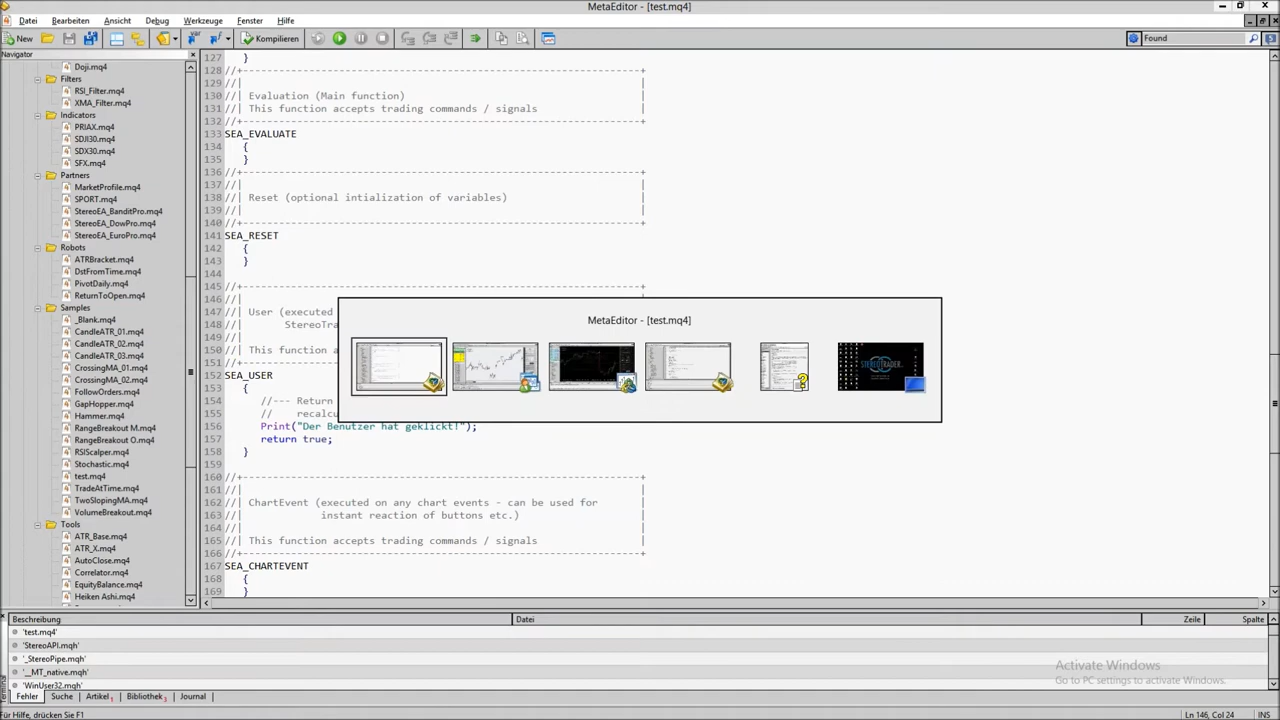 MetaEditor - [test.mq4]
Datei Bearbeiten Ansicht Debug Werkzeuge Fenster Hilfe
New Kompilieren Found
Navigator
Doji.mq4
Filters
RSI_Filter.mq4
XMA_Filter.mq4
Indicators
PRIAX.mq4
SDJI30.mq4
SDX30.mq4
SFX.mq4
Partners
MarketProfile.mq4
SPORT.mq4
StereoEA_BanditPro.mq4
StereoEA_DowPro.mq4
StereoEA_EuroPro.mq4
Robots
ATRBracket.mq4
DstFromTime.mq4
PivotDaily.mq4
ReturnToOpen.mq4
Samples
_Blank.mq4
CandleATR_01.mq4
CandleATR_02.mq4
CandleATR_03.mq4
CrossingMA_01.mq4
CrossingMA_02.mq4
FollowOrders.mq4
GapHopper.mq4
Hammer.mq4
RangeBreakout M.mq4
RangeBreakout O.mq4
RSIScalper.mq4
Stochastic.mq4
test.mq4
TradeAtTime.mq4
TwoSlopingMA.mq4
VolumeBreakout.mq4
Tools
ATR_Base.mq4
ATR_X.mq4
AutoClose.mq4
Correlator.mq4
EquityBalance.mq4
Heiken Ashi.mq4
127 }
128 //+------------------------------------------------------------------+
129 //|
130 //| Evaluation (Main function)
131 //| This function accepts trading commands / signals
132 //+------------------------------------------------------------------+
133 SEA_EVALUATE
134 {
135 }
136 //+------------------------------------------------------------------+
137 //|
138 //| Reset (optional intialization of variables)
139 //|
140 //+------------------------------------------------------------------+
141 SEA_RESET
142 {
143 }
144
145 //+------------------------------------------------------------------+
146 //|
147 //| User (executed
148 //| StereoTra
149 //|
150 //| This function a
151 //+------------------
152 SEA_USER
153 {
154 //--- Return
155 // recalcu
156 Print("Der Benutzer hat geklickt!");
157 return true;
158 }
159
160 //+------------------------------------------------------------------+
161 //|
162 //| ChartEvent (executed on any chart events - can be used for
163 //| instant reaction of buttons etc.)
164 //|
165 //| This function accepts trading commands / signals
166 //+------------------------------------------------------------------+
167 SEA_CHARTEVENT
168 {
169 }
MetaEditor - [test.mq4]
STEREOTRADER
Beschreibung Datei Zeile Spalte
'test.mq4'
'StereoAPI.mqh'
'_StereoPipe.mqh'
'__MT_native.mqh'
'WinUser32.mqh'
Activate Windows
Go to PC settings to activate Windows.
Fehler Suche Artikel Bibliothek Journal
Für Hilfe, drücken Sie F1 Ln 146, Col 24 INS